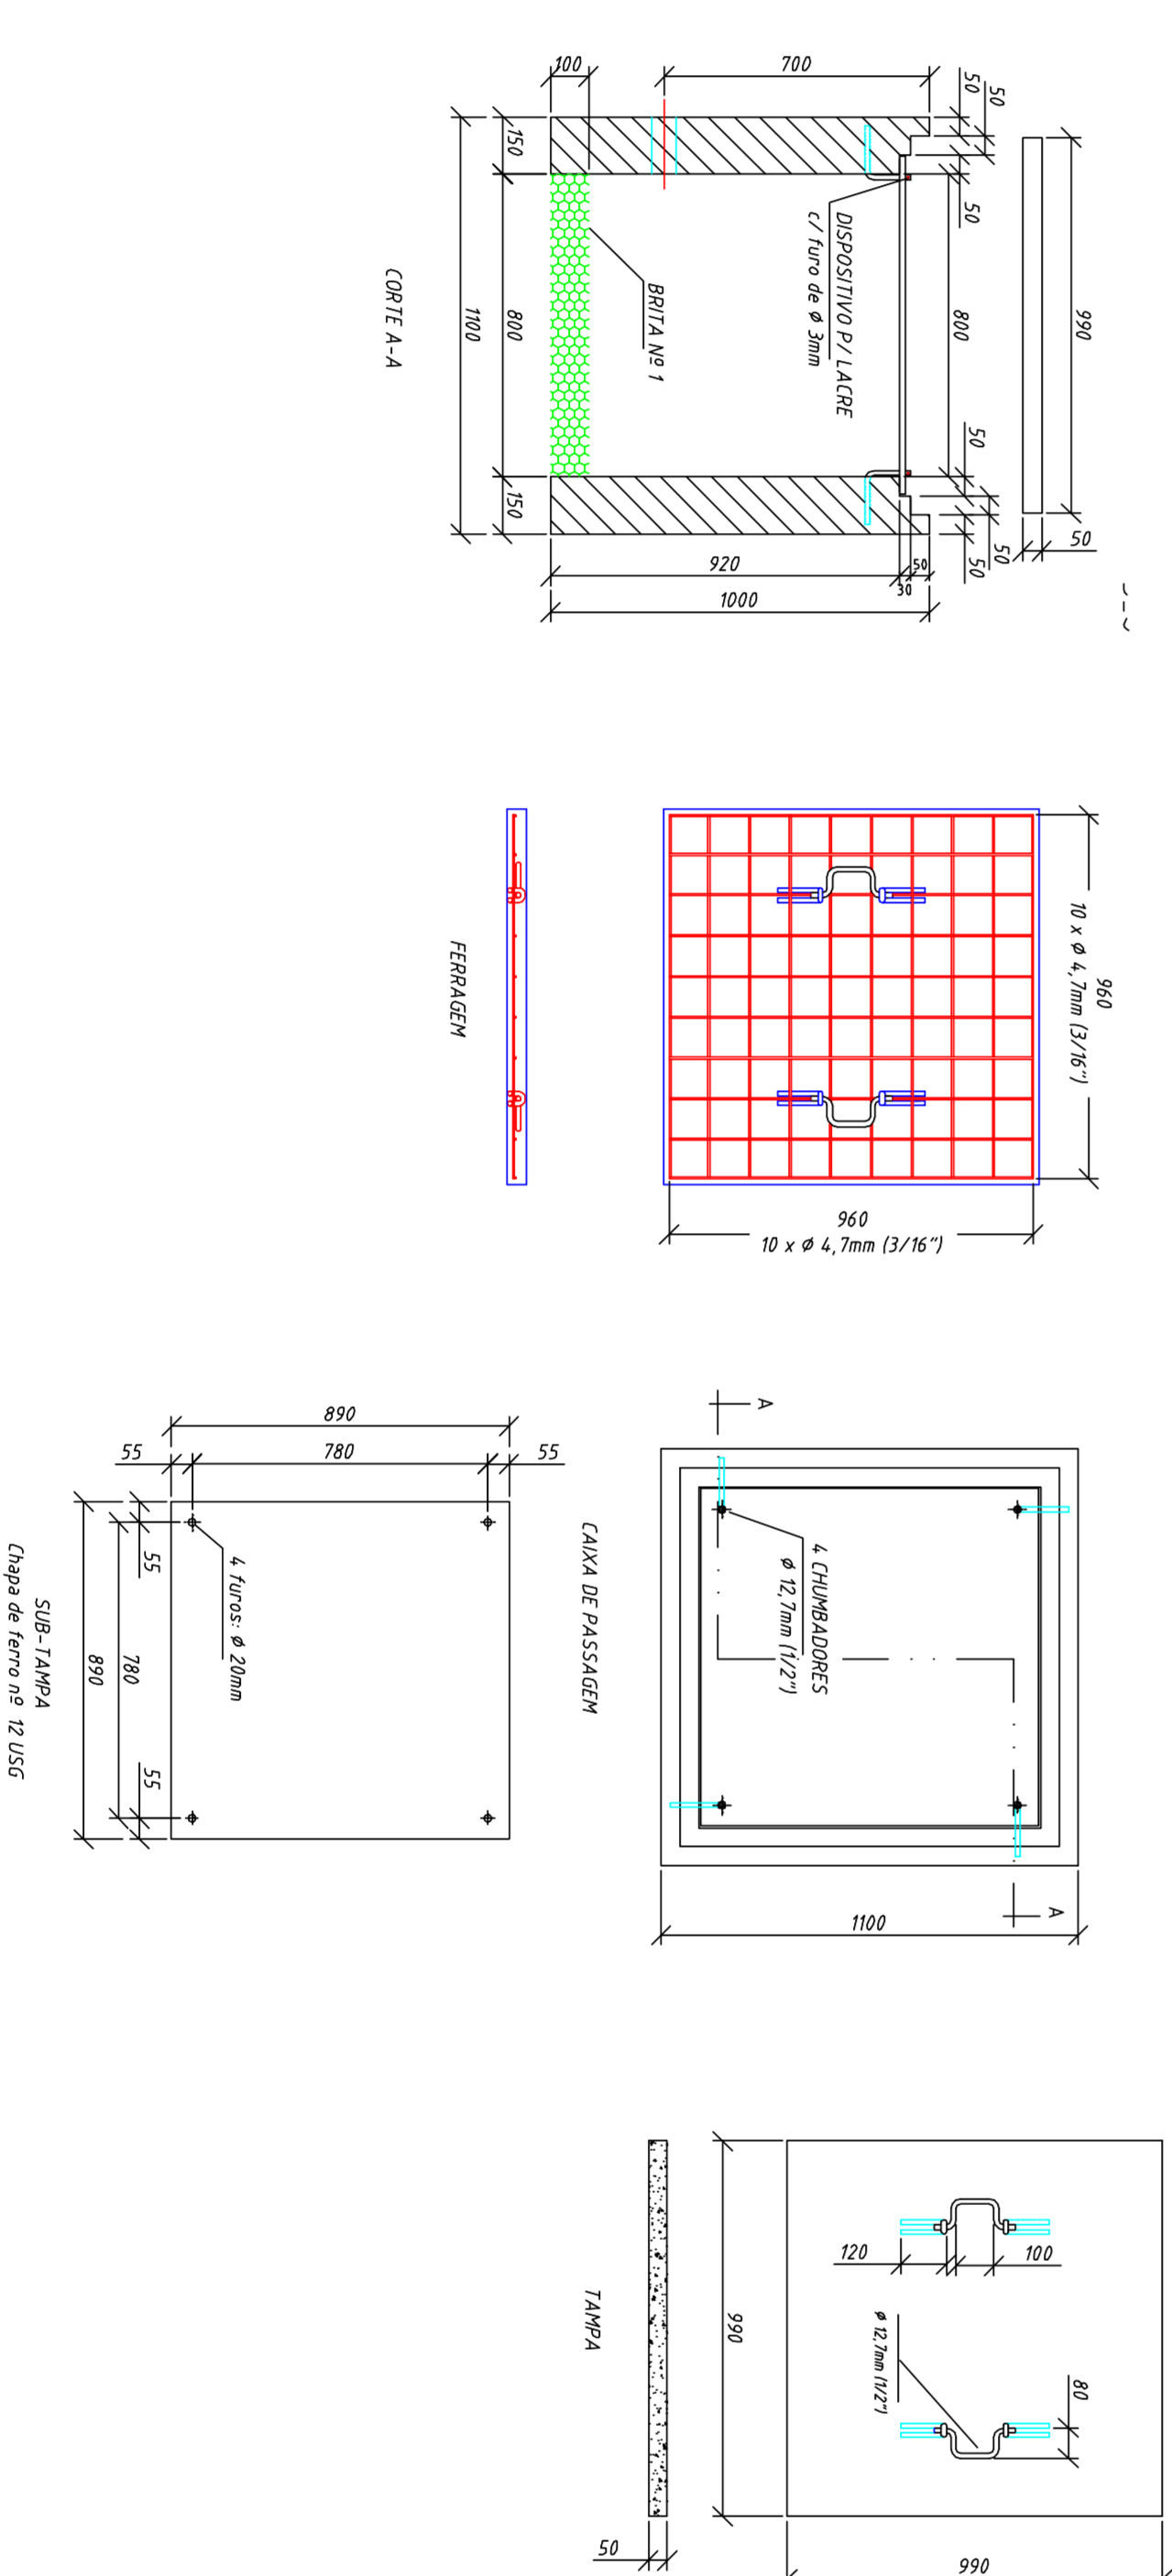 100
700
50
50
50
150
800
150
1100
990
800
50
50
50
50
920
50
30
1000
DISPOSITIVO P/ LACRE
c/ furo de Ø 3mm
BRITA Nº 1
CORTE A-A
960
10 x Ø 4,7mm (3/16")
960
10 x Ø 4,7mm (3/16")
FERRAGEM
A
4 CHUMBADORES
Ø 12,7mm (1/2")
A
1100
CAIXA DE PASSAGEM
890
55
780
55
55
780
55
890
4 furos: Ø 20mm
SUB-TAMPA
Chapa de ferro nº 12 USG
120
100
Ø 12,7mm (1/2")
80
990
990
50
TAMPA